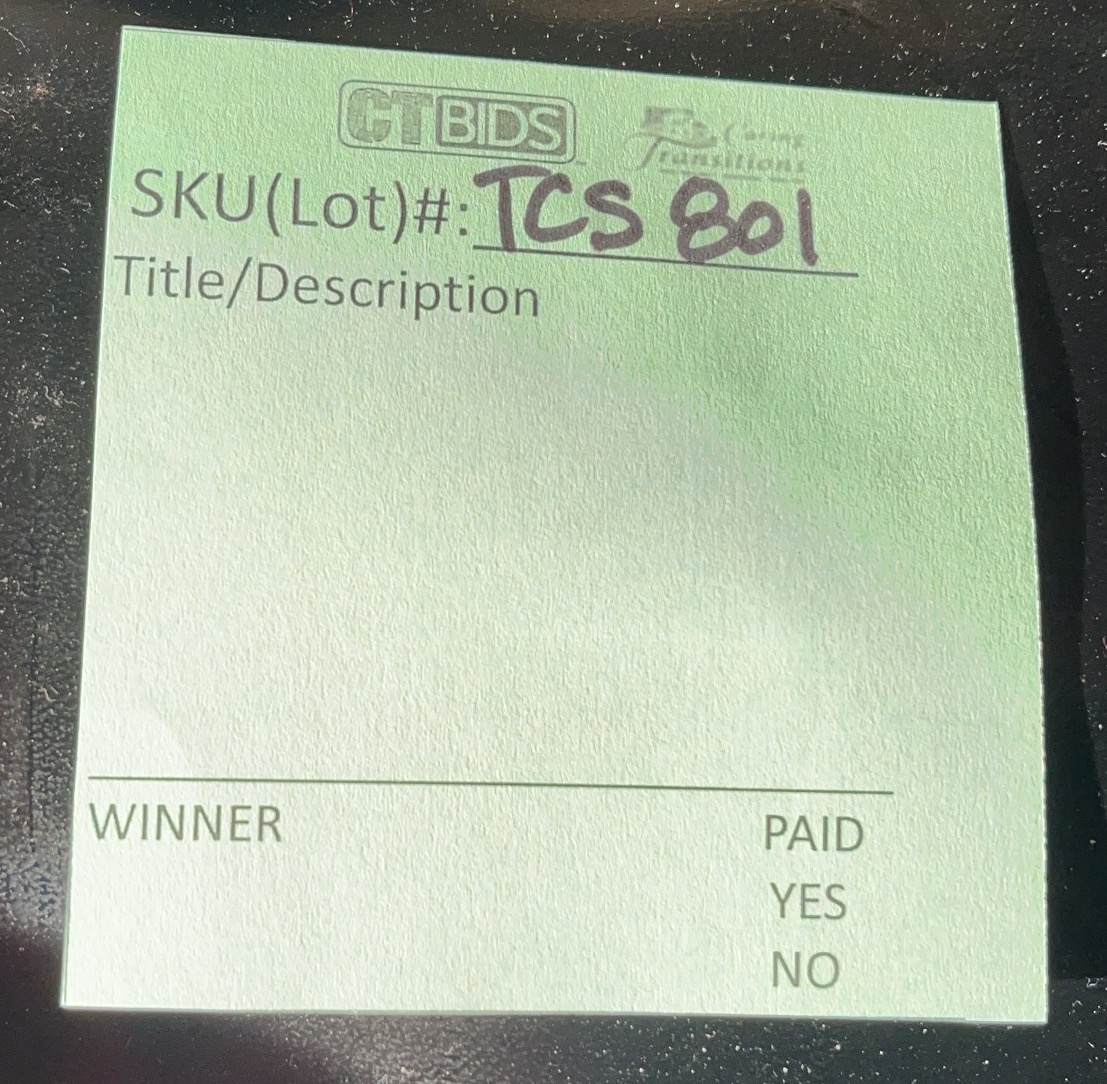 CTBIDS
Caring
Transitions
SKU(Lot)#: TCS 801
Title/Description
WINNER PAID
YES
NO